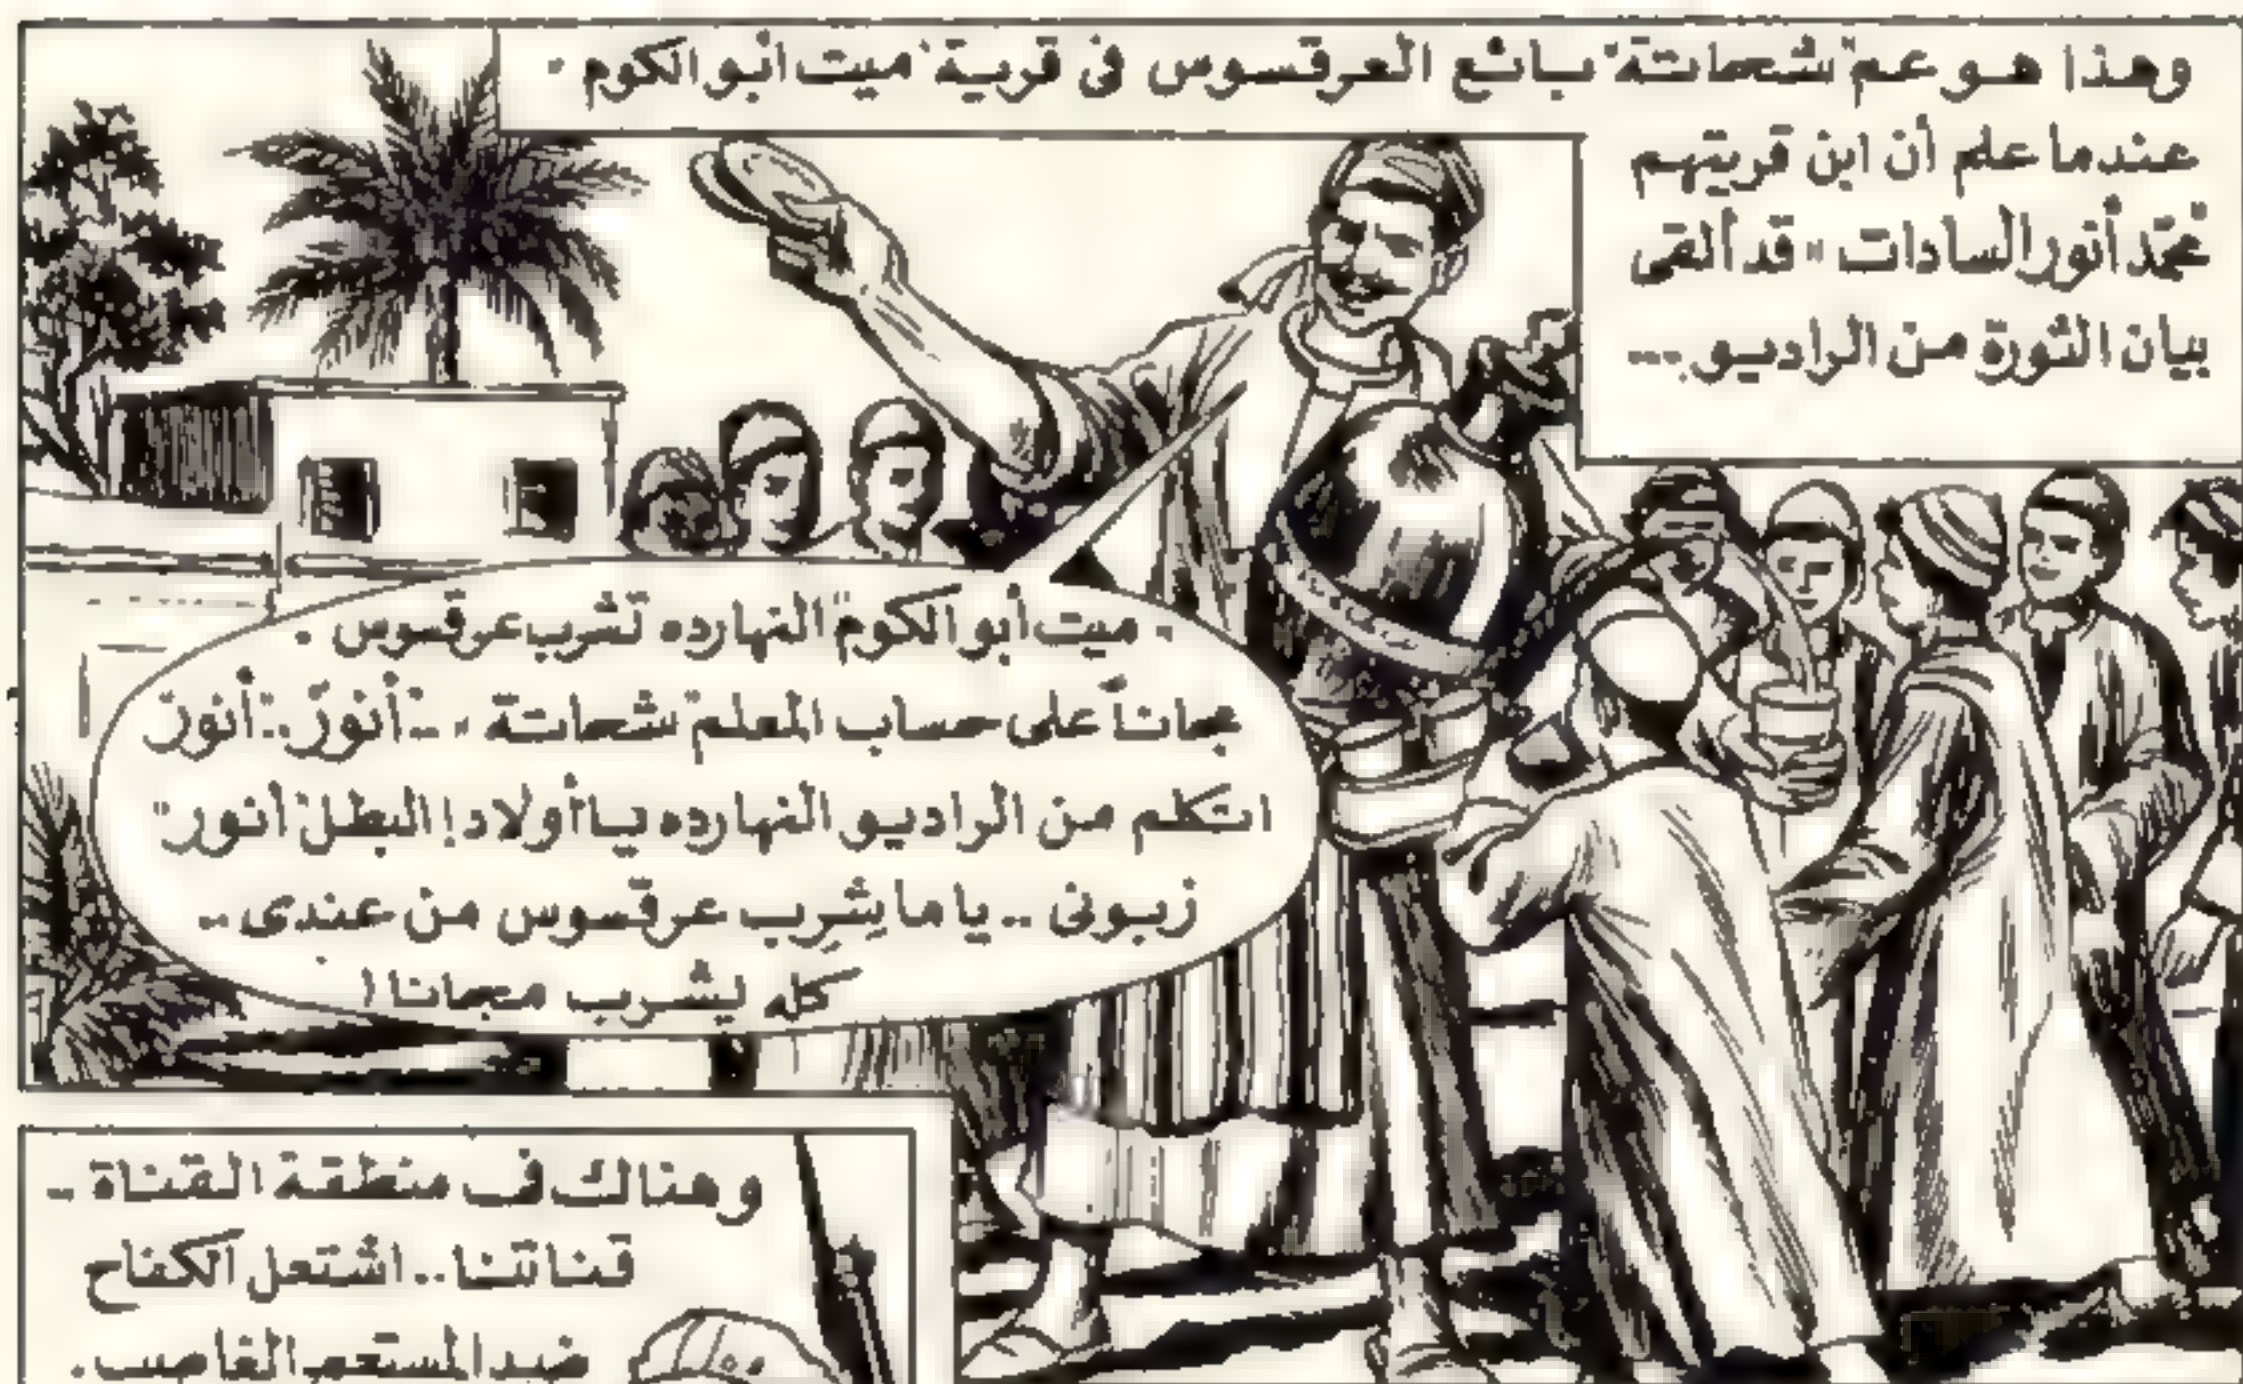 وهذا هو عم "شحاتة" بائع العرقسوس فى قرية "ميت أبو الكوم"
عندما علم أن ابن قريتهم
"محمد أنور السادات" قد ألقى
بيان الثورة من الراديو...
"ميت أبو الكوم" النهارده تشرب عرقسوس .
مجاناً على حساب المعلم "شحاتة" .. "أنور".. "أنور"
اتكلم من الراديو النهارده يا أولاد! البطل "أنور"
زبونى .. ياما يشرب عرقسوس من عندى ..
كله ليشرب مجانا!
وهنالك فى منطقة القناة -
قناتنا.. اشتعل الكفاح
ضد المستعمر الغاصب .